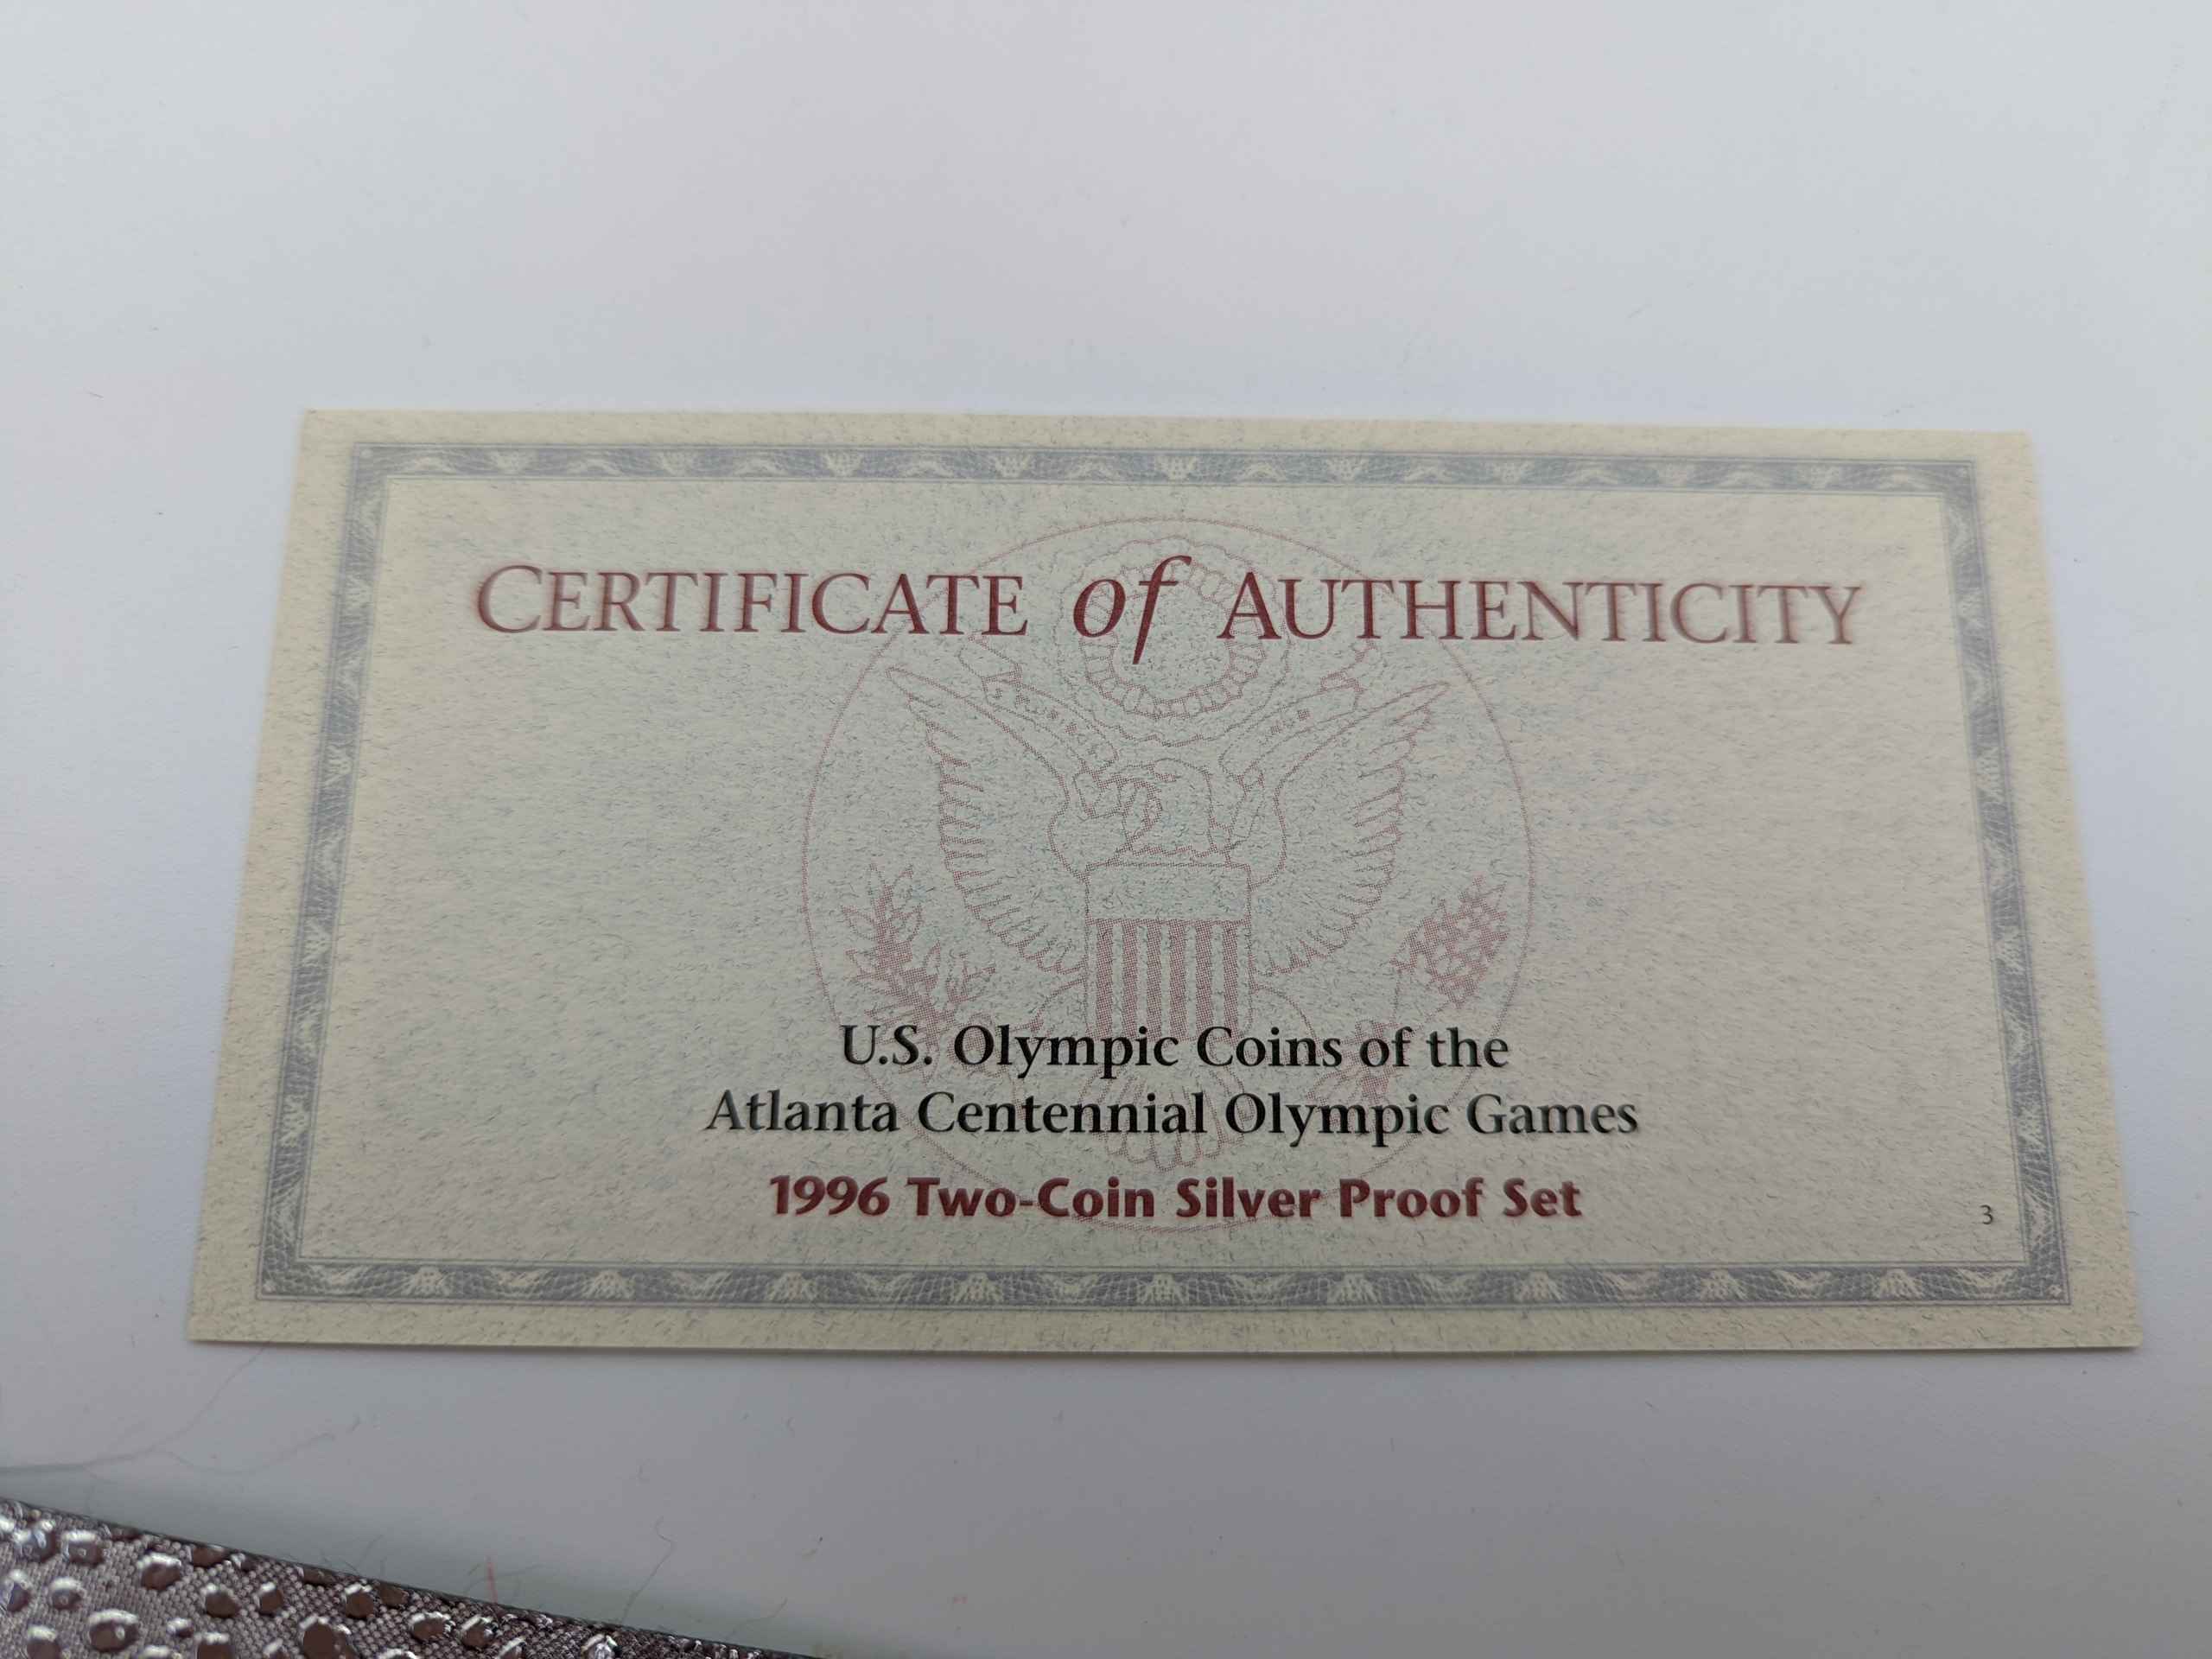 CERTIFICATE of AUTHENTICITY
U.S. Olympic Coins of the
Atlanta Centennial Olympic Games
1996 Two-Coin Silver Proof Set
3